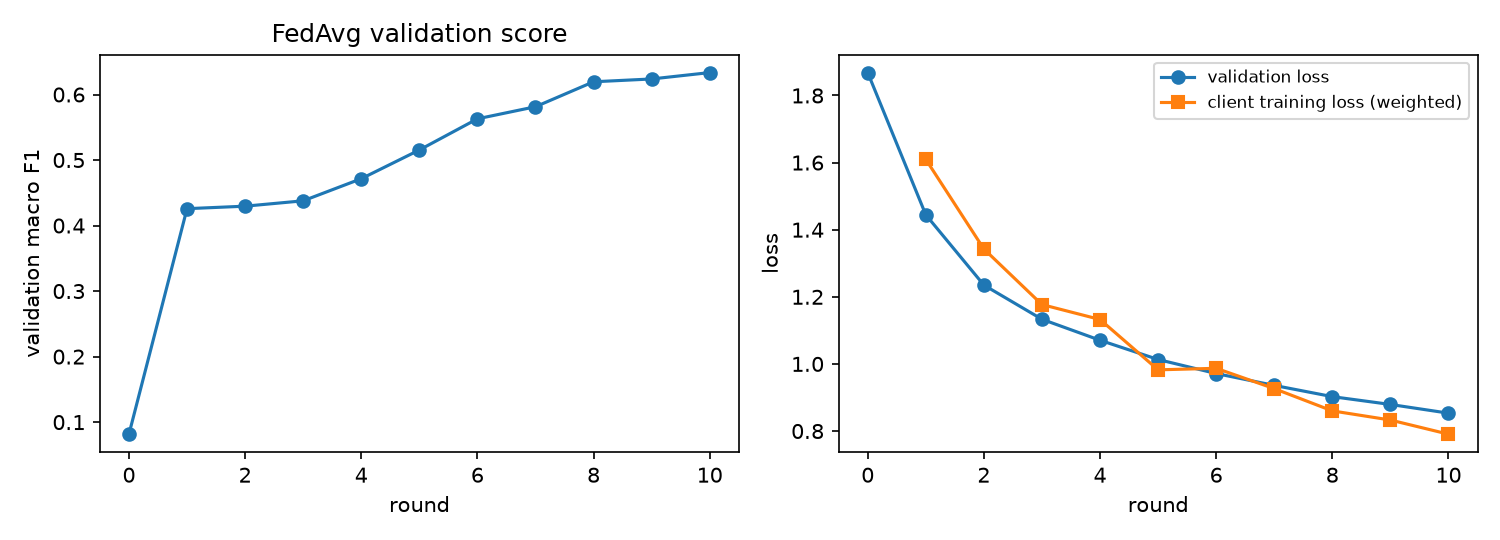 FedAvg validation score
validation macro F1
0.6
0.5
0.4
0.3
0.2
0.1
0 2 4 6 8 10
round
loss
1.8
1.6
1.4
1.2
1.0
0.8
validation loss
client training loss (weighted)
0 2 4 6 8 10
round